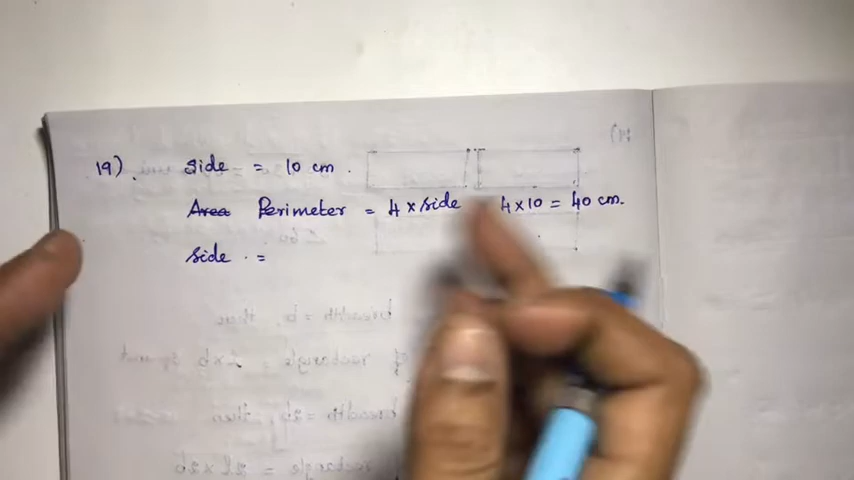 19) side = 10 cm.
Area Perimeter = 4 x side 4 x 10 = 40 cm.
side =